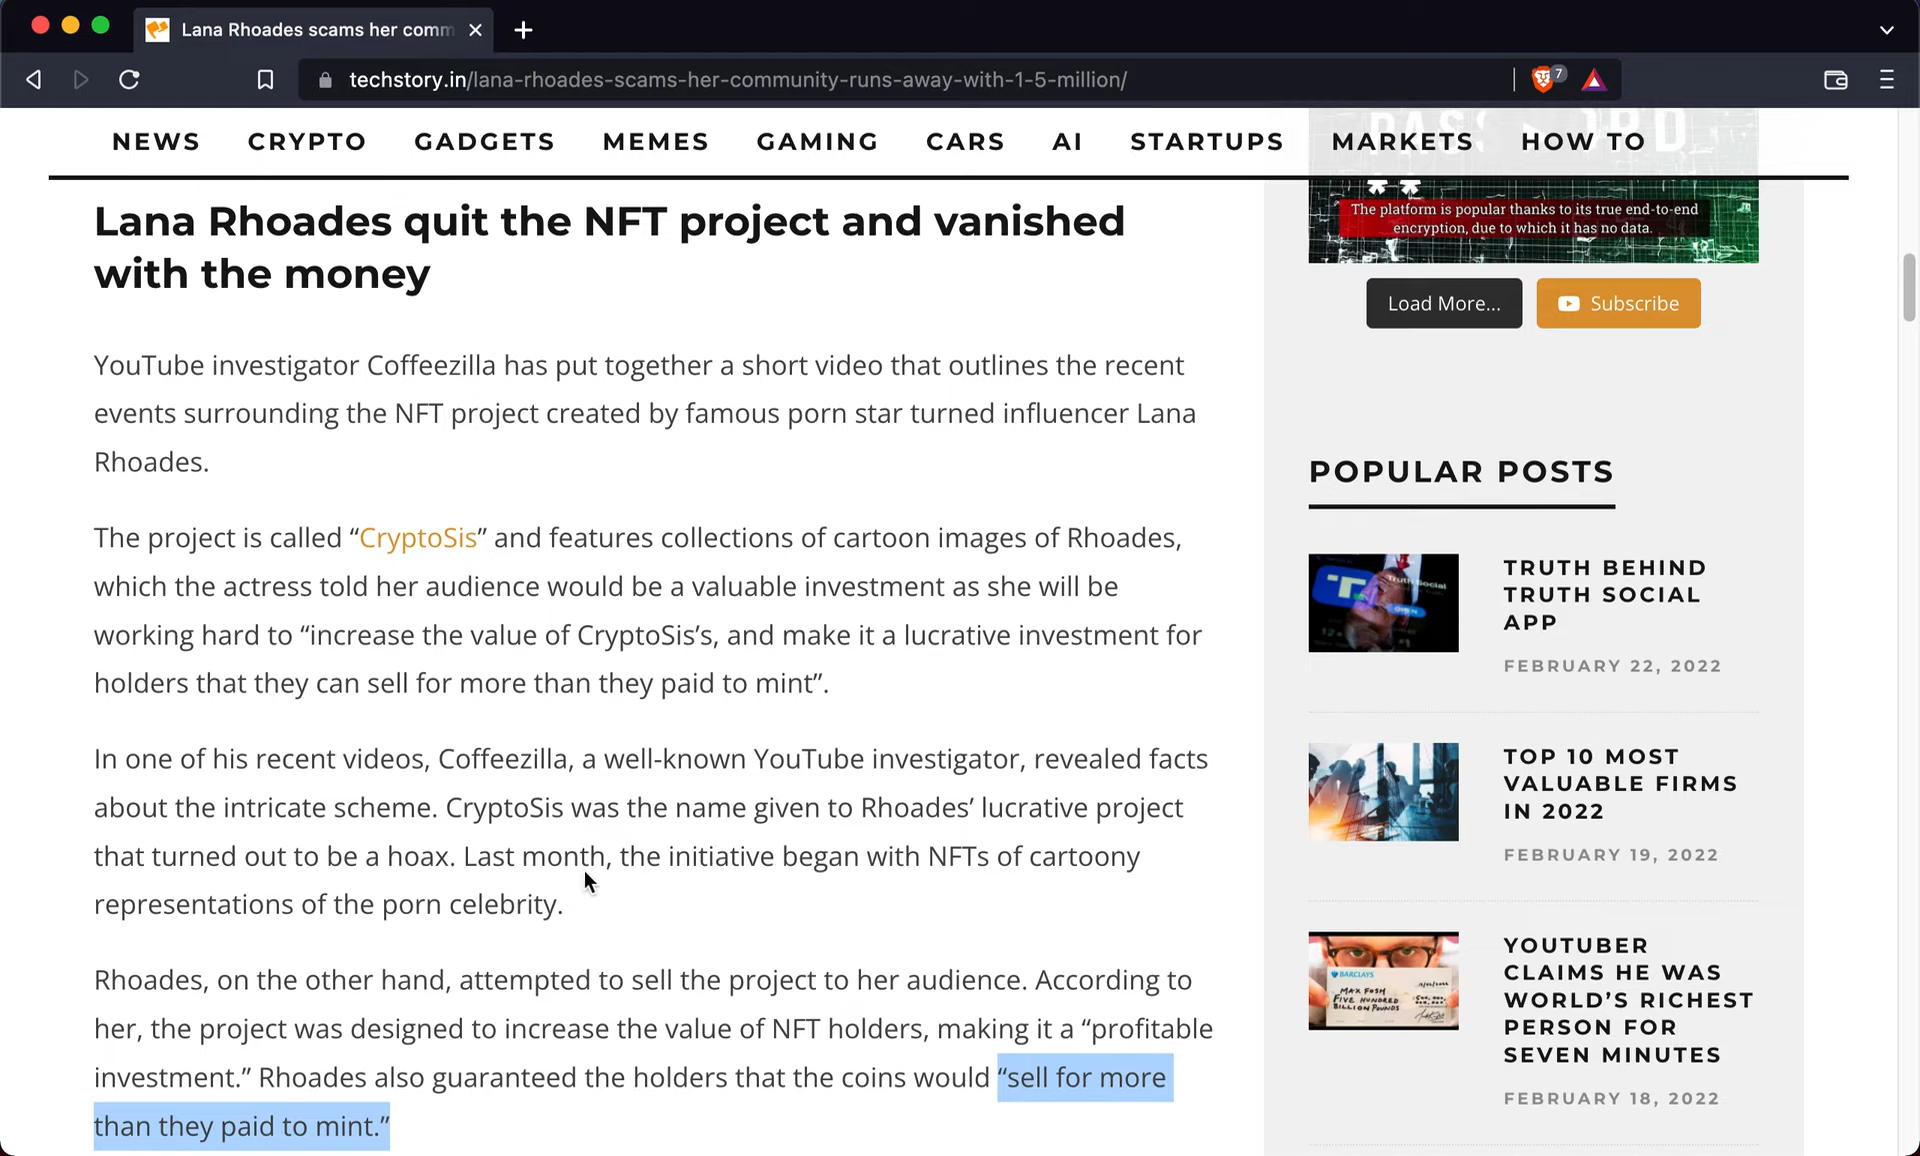 Lana Rhoades scams her comm
techstory.in/lana-rhoades-scams-her-community-runs-away-with-1-5-million/
7
NEWS CRYPTO GADGETS MEMES GAMING CARS AI STARTUPS MARKETS HOW TO
Lana Rhoades quit the NFT project and vanished
with the money
YouTube investigator Coffeezilla has put together a short video that outlines the recent
events surrounding the NFT project created by famous porn star turned influencer Lana
Rhoades.
The project is called “CryptoSis” and features collections of cartoon images of Rhoades,
which the actress told her audience would be a valuable investment as she will be
working hard to “increase the value of CryptoSis’s, and make it a lucrative investment for
holders that they can sell for more than they paid to mint”.
In one of his recent videos, Coffeezilla, a well-known YouTube investigator, revealed facts
about the intricate scheme. CryptoSis was the name given to Rhoades’ lucrative project
that turned out to be a hoax. Last month, the initiative began with NFTs of cartoony
representations of the porn celebrity.
Rhoades, on the other hand, attempted to sell the project to her audience. According to
her, the project was designed to increase the value of NFT holders, making it a “profitable
investment.” Rhoades also guaranteed the holders that the coins would “sell for more
than they paid to mint.”
**
The platform is popular thanks to its true end-to-end
encryption, due to which it has no data.
Load More...
Subscribe
POPULAR POSTS
Truth Social
OPEN
TRUTH BEHIND
TRUTH SOCIAL
APP
FEBRUARY 22, 2022
TOP 10 MOST
VALUABLE FIRMS
IN 2022
FEBRUARY 19, 2022
BARCLAYS
MAX FOSH
FIVE HUNDRED
BILLION POUNDS
YOUTUBER
CLAIMS HE WAS
WORLD’S RICHEST
PERSON FOR
SEVEN MINUTES
FEBRUARY 18, 2022